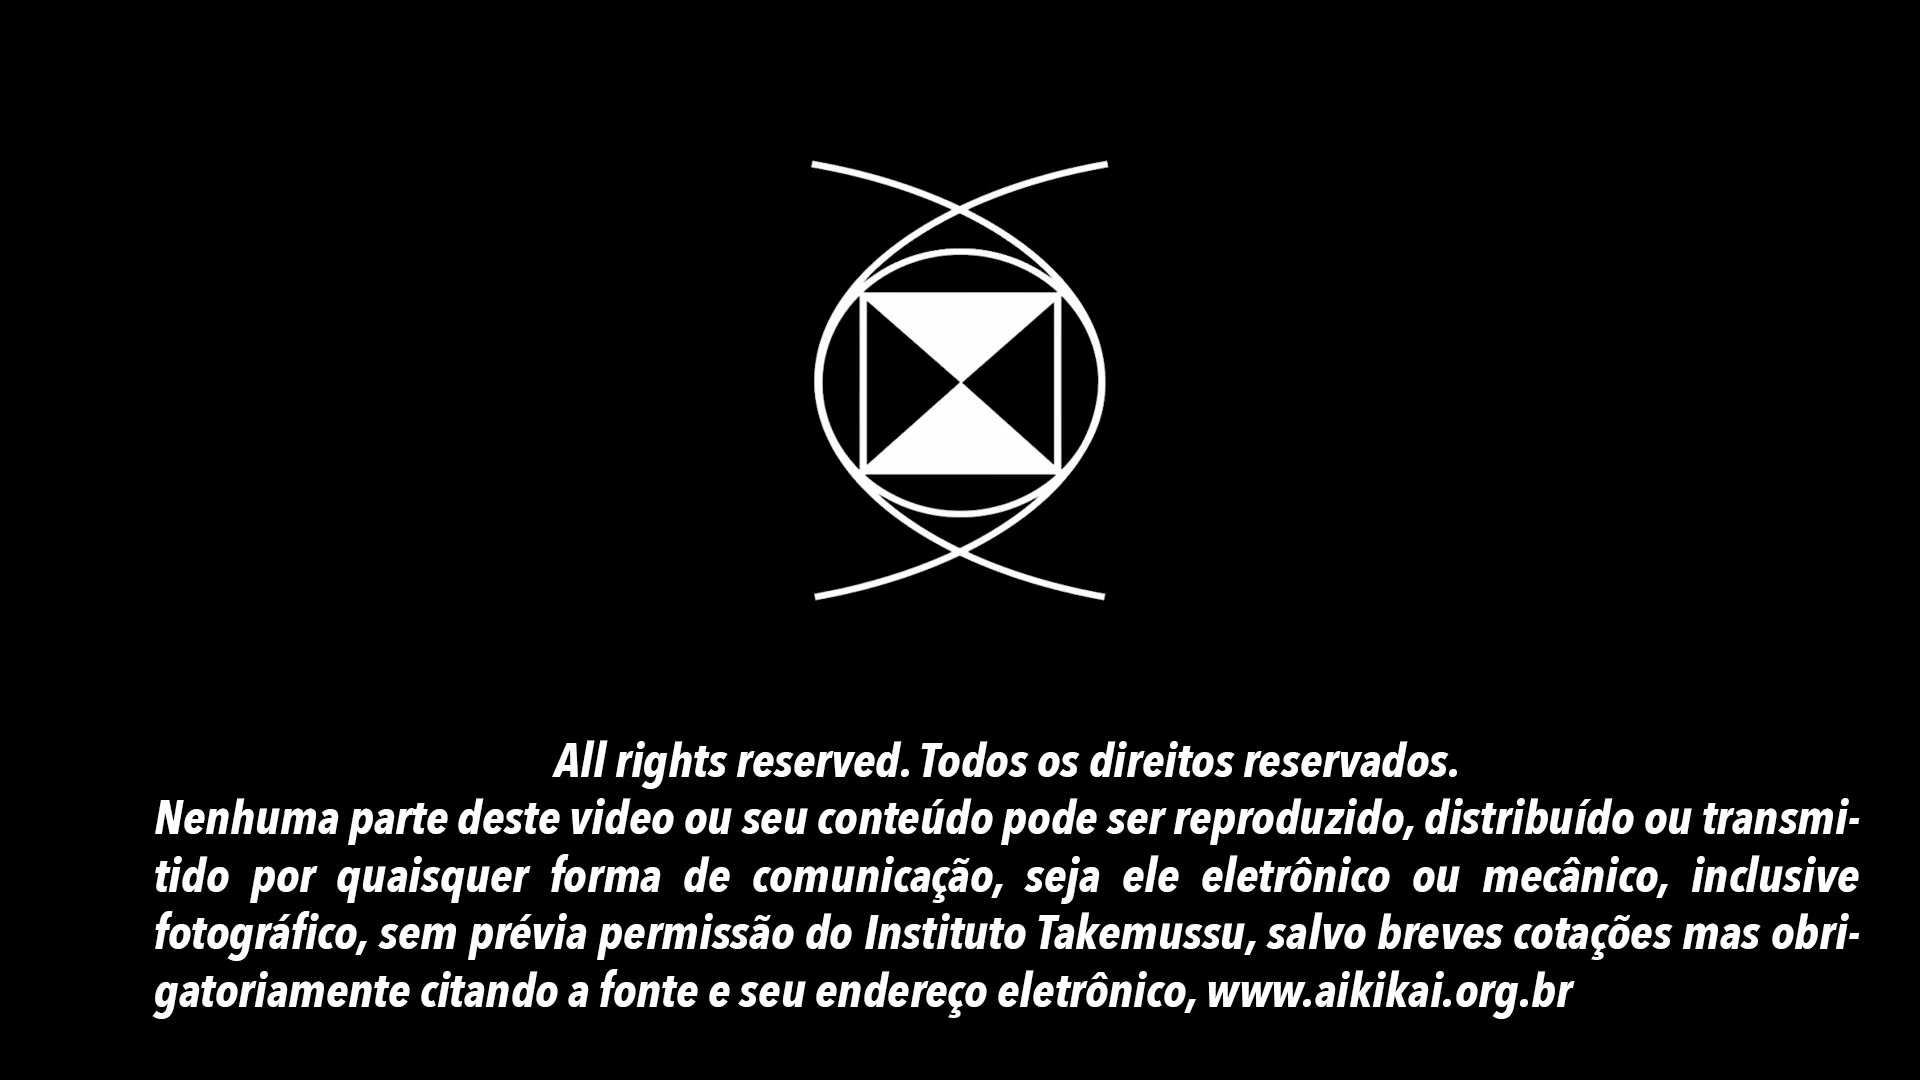 All rights reserved. Todos os direitos reservados.
Nenhuma parte deste video ou seu conteúdo pode ser reproduzido, distribuído ou transmi-
tido por quaisquer forma de comunicação, seja ele eletrônico ou mecânico, inclusive
fotográfico, sem prévia permissão do Instituto Takemussu, salvo breves cotações mas obri-
gatoriamente citando a fonte e seu endereço eletrônico, www.aikikai.org.br